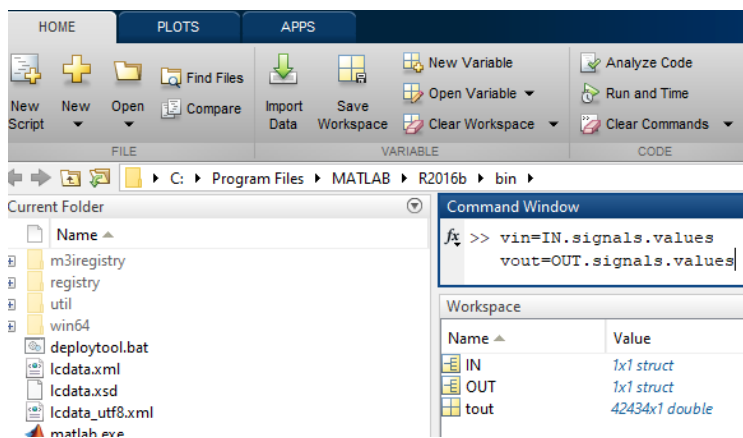 HOME PLOTS APPS
New Script
New
Open
Find Files
Compare
Import Data
Save Workspace
New Variable
Open Variable
Clear Workspace
Analyze Code
Run and Time
Clear Commands
FILE VARIABLE CODE
C: Program Files MATLAB R2016b bin
Current Folder
Name
m3iregistry
registry
util
win64
deploytool.bat
lcdata.xml
lcdata.xsd
lcdata_utf8.xml
matlab.exe
Command Window
fx >> vin=IN.signals.values
vout=OUT.signals.values
Workspace
Name Value
IN 1x1 struct
OUT 1x1 struct
tout 42434x1 double